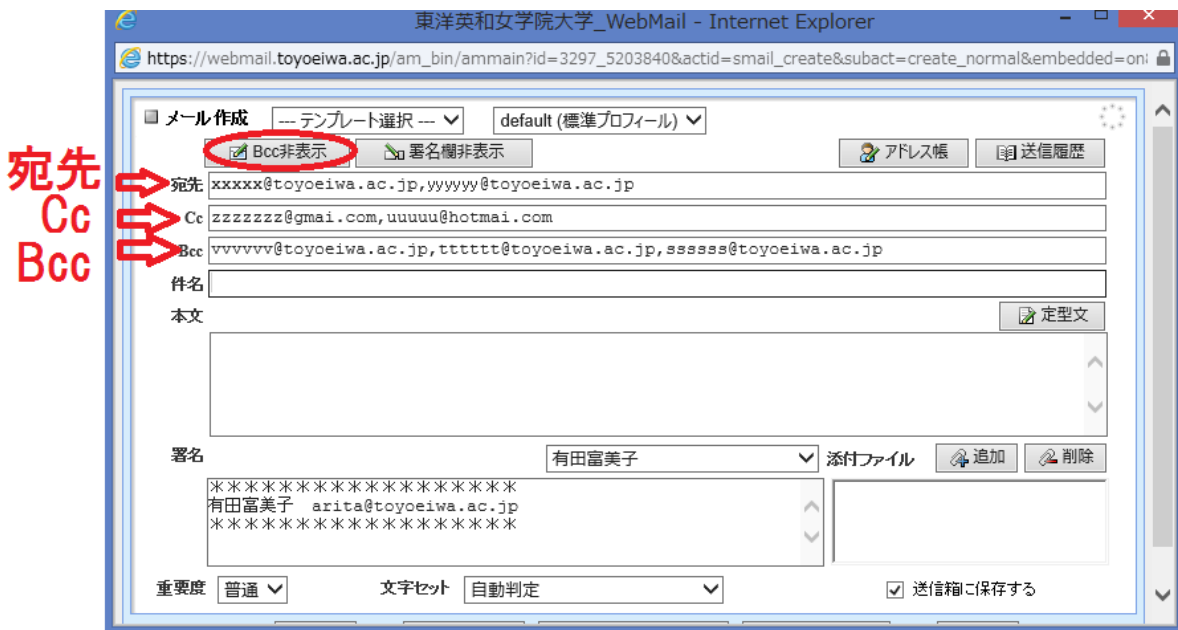 東洋英和女学院大学_WebMail - Internet Explorer
https://webmail.toyoeiwa.ac.jp/am_bin/ammain?id=3297_5203840&actid=smail_create&subact=create_normal&embedded=on
メール作成 --- テンプレート選択 --- default (標準プロフィール)
Bcc非表示 署名欄非表示 アドレス帳 送信履歴
宛先 宛先 xxxxx@toyoeiwa.ac.jp,yyyyyy@toyoeiwa.ac.jp
Cc Cc zzzzzzz@gmai.com,uuuuu@hotmai.com
Bcc Bcc vvvvvv@toyoeiwa.ac.jp,tttttt@toyoeiwa.ac.jp,ssssss@toyoeiwa.ac.jp
件名
本文 定型文
署名 有田富美子 添付ファイル 追加 削除
＊＊＊＊＊＊＊＊＊＊＊＊＊＊＊＊＊＊
有田富美子 arita@toyoeiwa.ac.jp
＊＊＊＊＊＊＊＊＊＊＊＊＊＊＊＊＊＊
重要度 普通 文字セット 自動判定 送信箱に保存する